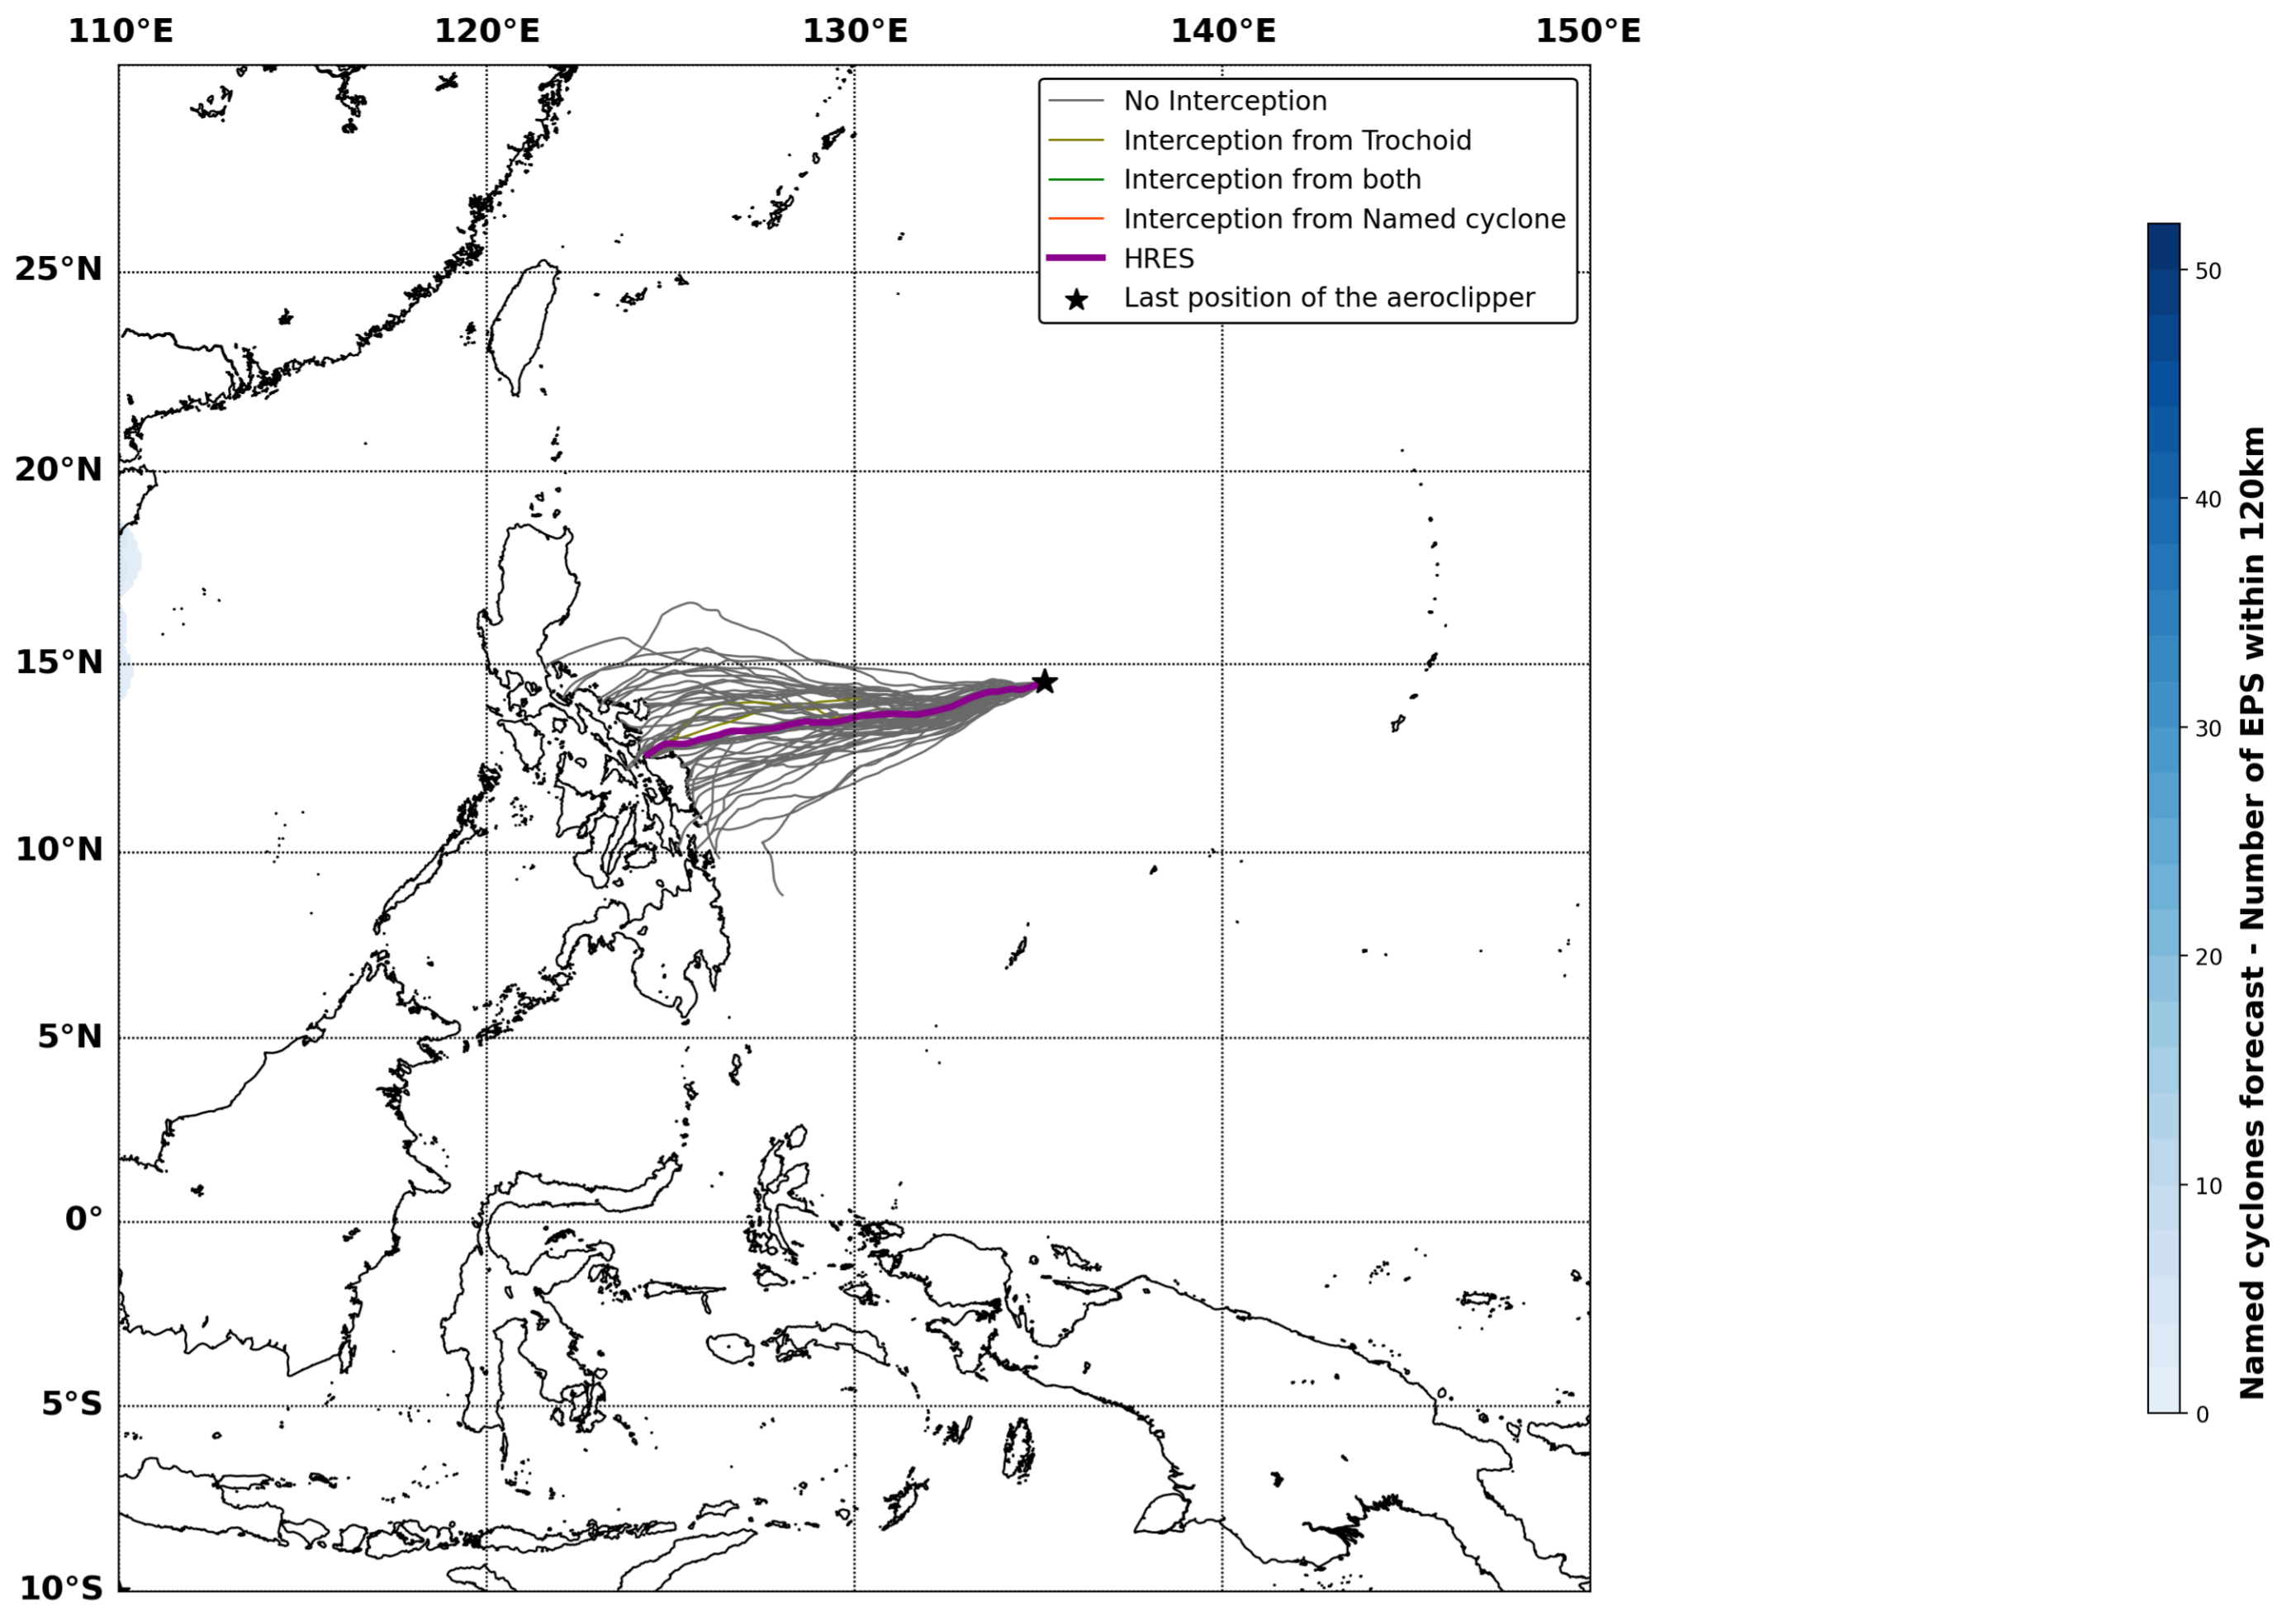 110°E 120°E 130°E 140°E 150°E
No Interception
Interception from Trochoid
Interception from both
Interception from Named cyclone
HRES
Last position of the aeroclipper
25°N
20°N
15°N
10°N
5°N
0°
5°S
10°S
50
40
30
20
10
0
Named cyclones forecast - Number of EPS within 120km